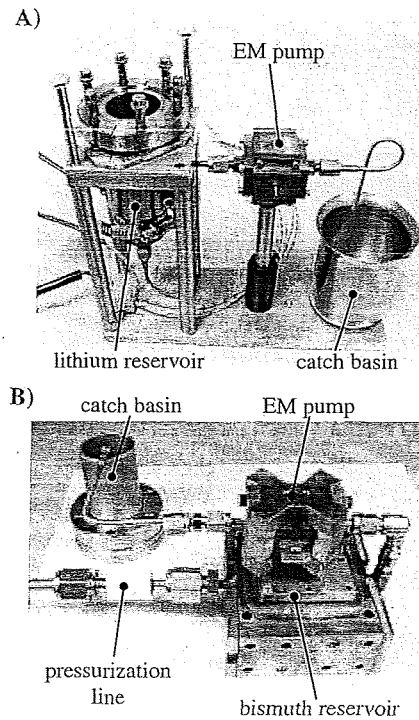 A)
EM pump
lithium reservoir
catch basin
B)
catch basin
EM pump
pressurization
line
bismuth reservoir